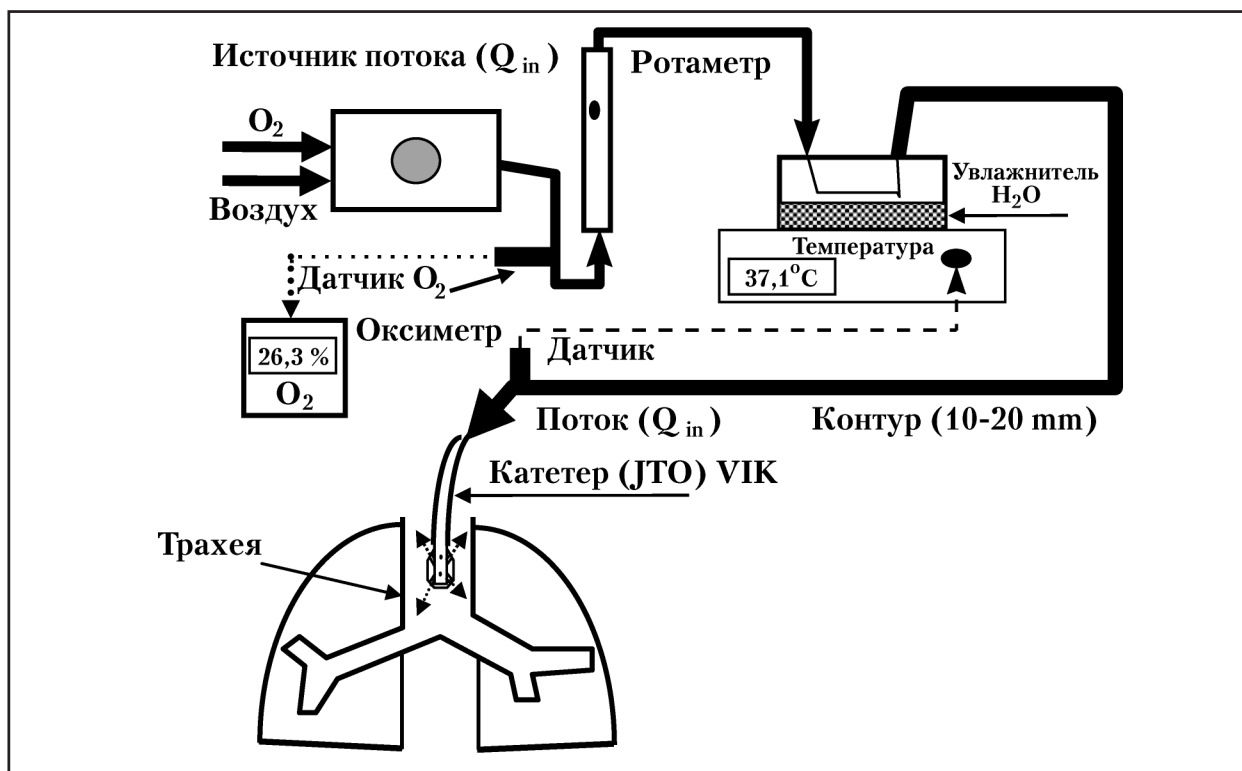 Источник потока (Q in)
Ротаметр
O2
Воздух
Увлажнитель
H2O
Температура
37,1°C
Датчик O2
Оксиметр
26,3 %
O2
Датчик
Поток (Q in)
Контур (10-20 mm)
Катетер (JTO) VIK
Трахея